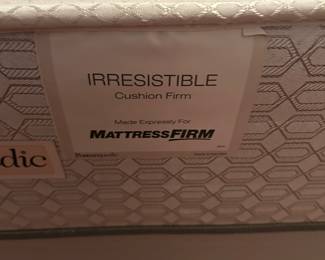 IRRESISTIBLE
Cushion Firm
Made Expressly For
MATTRESSFIRM
dic